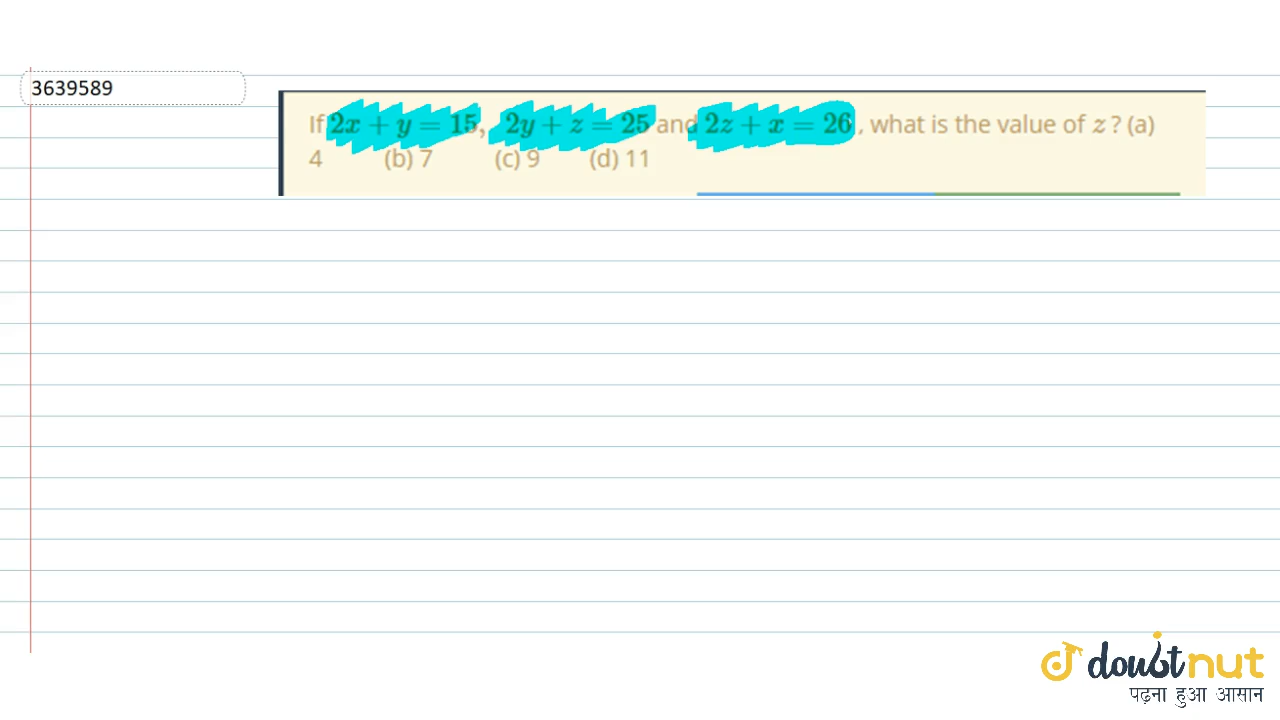 3639589
If 2x + y = 15, 2y + z = 25 and 2z + x = 26 , what is the value of z ? (a)
4 (b) 7 (c) 9 (d) 11
doubtnut
पढ़ना हुआ आसान